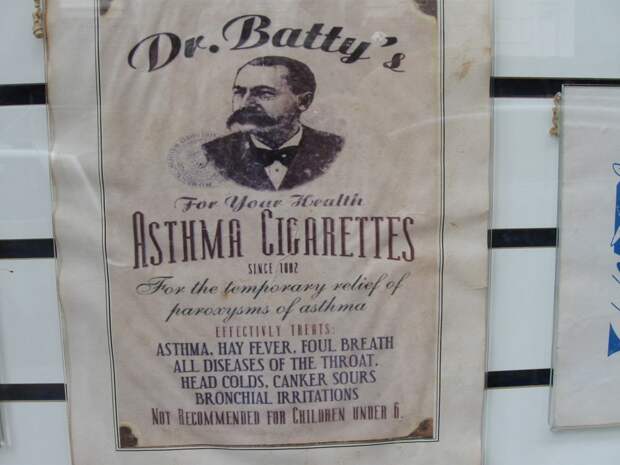 Dr. Batty's
For Your Health
ASTHMA CIGARETTES
SINCE 1882
For the temporary relief of
paroxysms of asthma
EFFECTIVLY TREATS:
ASTHMA, HAY FEVER, FOUL BREATH
ALL DISEASES OF THE THROAT,
HEAD COLDS, CANKER SOURS
BRONCHIAL IRRITATIONS
NOT RECOMMENDED FOR CHILDREN UNDER 6.